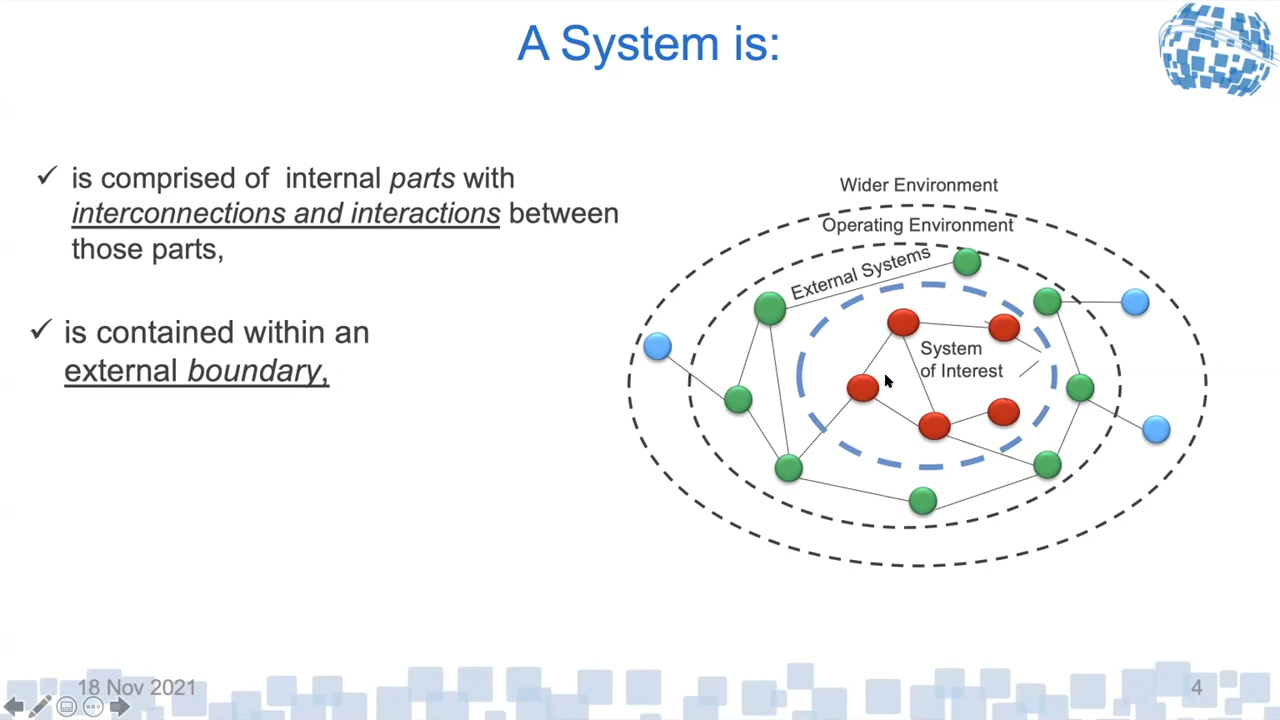 A System is:
✓ is comprised of internal parts with
interconnections and interactions between
those parts,
✓ is contained within an
external boundary,
Wider Environment
Operating Environment
External Systems
System
of Interest
18 Nov 2021
4